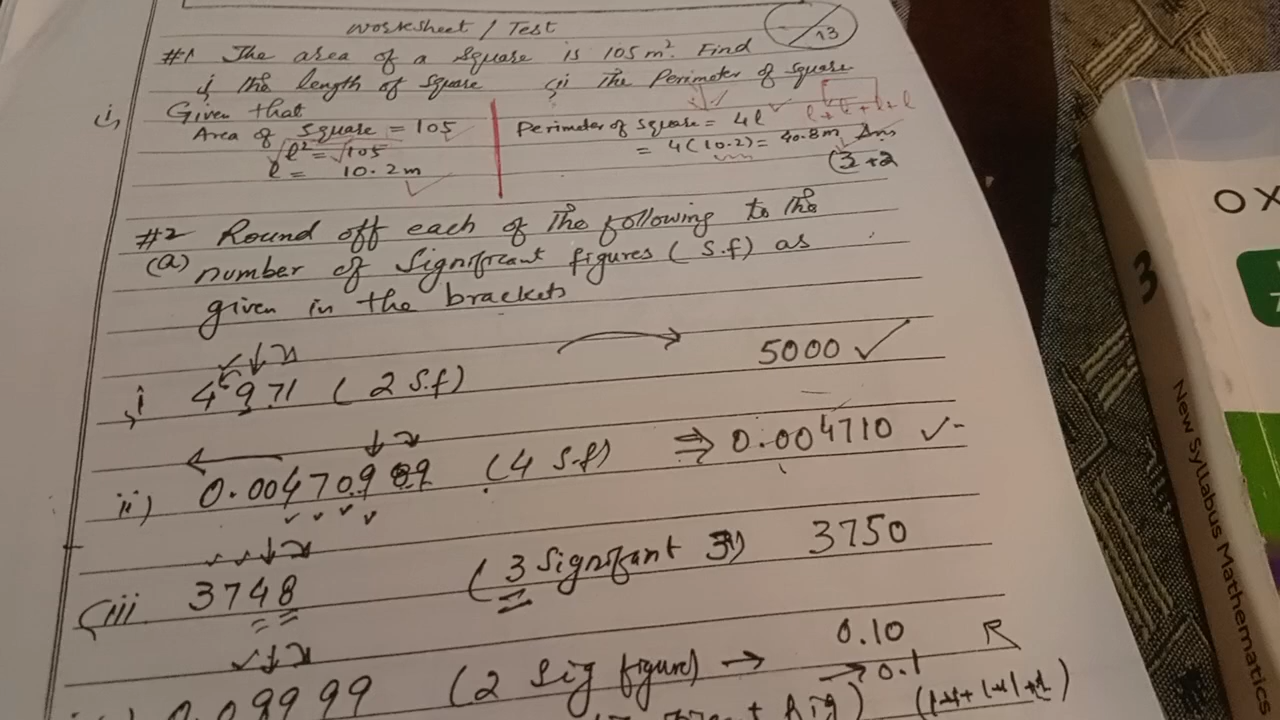 Worksheet / Test
/ 13
#1 The area of a square is 105 m². Find
i) the length of square (ii The Perimeter of square
i) Given that
Area of square = 105
√l² = √105
l = 10.2 m
Perimeter of square = 4l
= 4(10.2) = 40.8m Ans
(3+2
#2 Round off each of the following to the
(a) number of significant figures (s.f) as
given in the brackets
i) 4971 (2 s.f) 5000 ✓
ii) 0.00470989 (4 s.f) ⇒ 0.004710 ✓
(iii 3748 (3 Signifant 3750
0.10
0.09999 (2 Sig figure) → → 0.1
OX
3
New Syllabus Mathematics